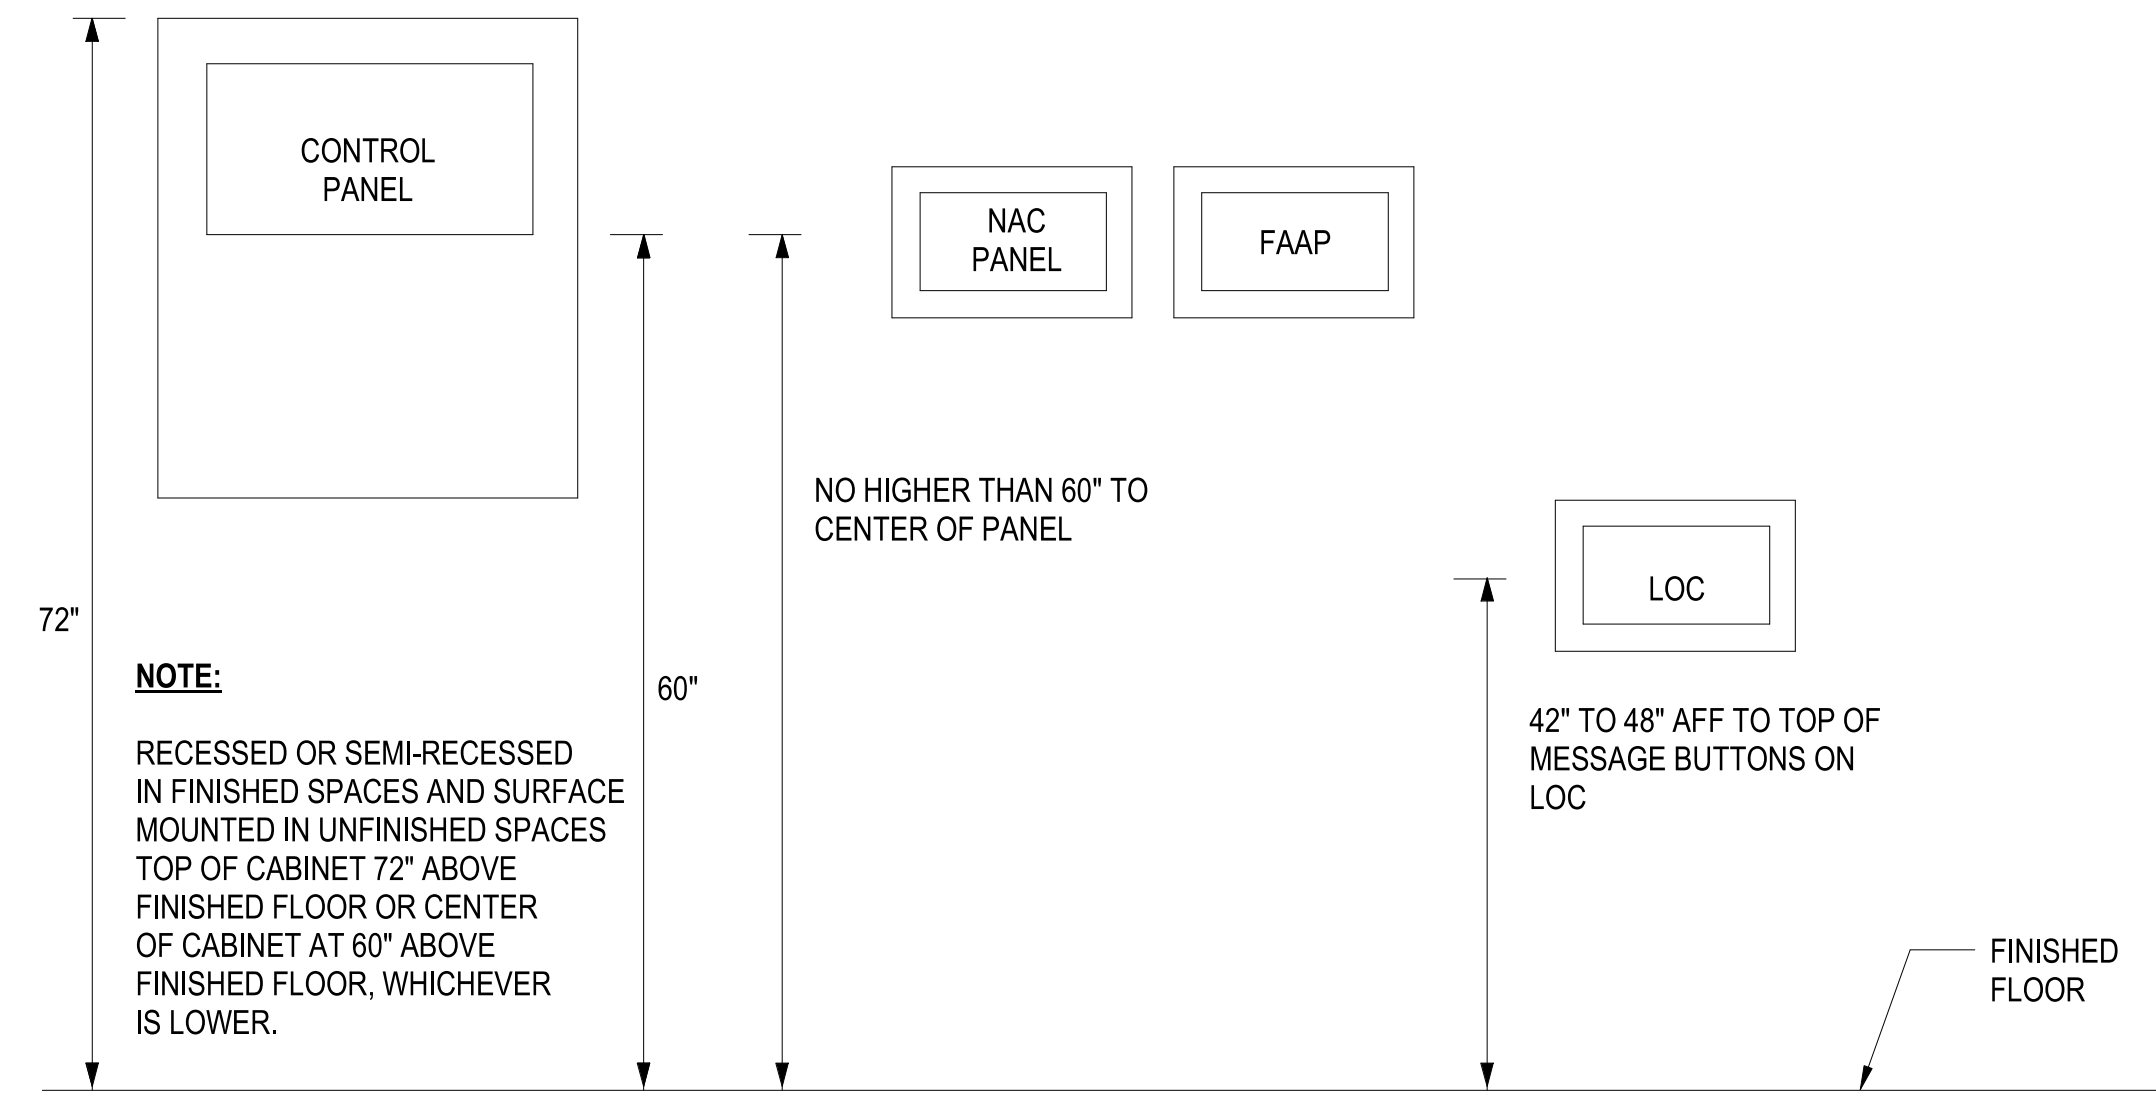 CONTROL
PANEL
NAC
PANEL
FAAP
NO HIGHER THAN 60" TO
CENTER OF PANEL
LOC
72"
NOTE:
60"
RECESSED OR SEMI-RECESSED
IN FINISHED SPACES AND SURFACE
MOUNTED IN UNFINISHED SPACES
TOP OF CABINET 72" ABOVE
FINISHED FLOOR OR CENTER
OF CABINET AT 60" ABOVE
FINISHED FLOOR, WHICHEVER
IS LOWER.
42" TO 48" AFF TO TOP OF
MESSAGE BUTTONS ON
LOC
FINISHED
FLOOR